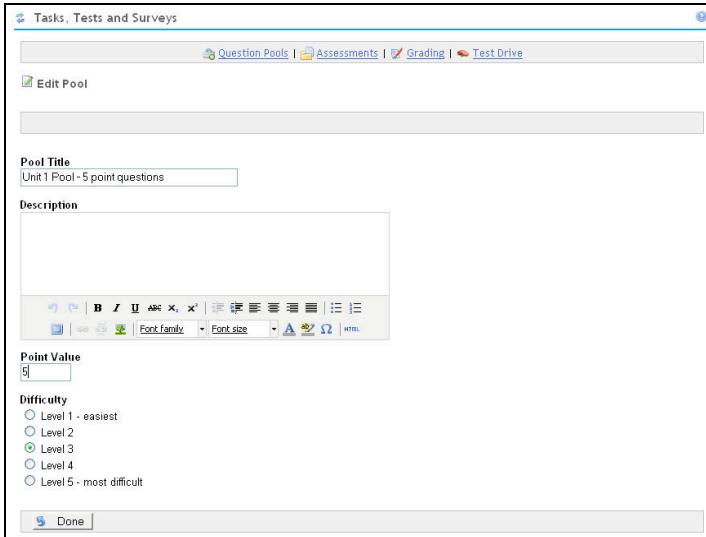 Tasks, Tests and Surveys
Question Pools | Assessments | Grading | Test Drive
Edit Pool
Pool Title
Unit 1 Pool - 5 point questions
Description
B I U ABC X₂ X²
Font family Font size A ab Ω HTML
Point Value
5
Difficulty
Level 1 - easiest
Level 2
Level 3
Level 4
Level 5 - most difficult
Done